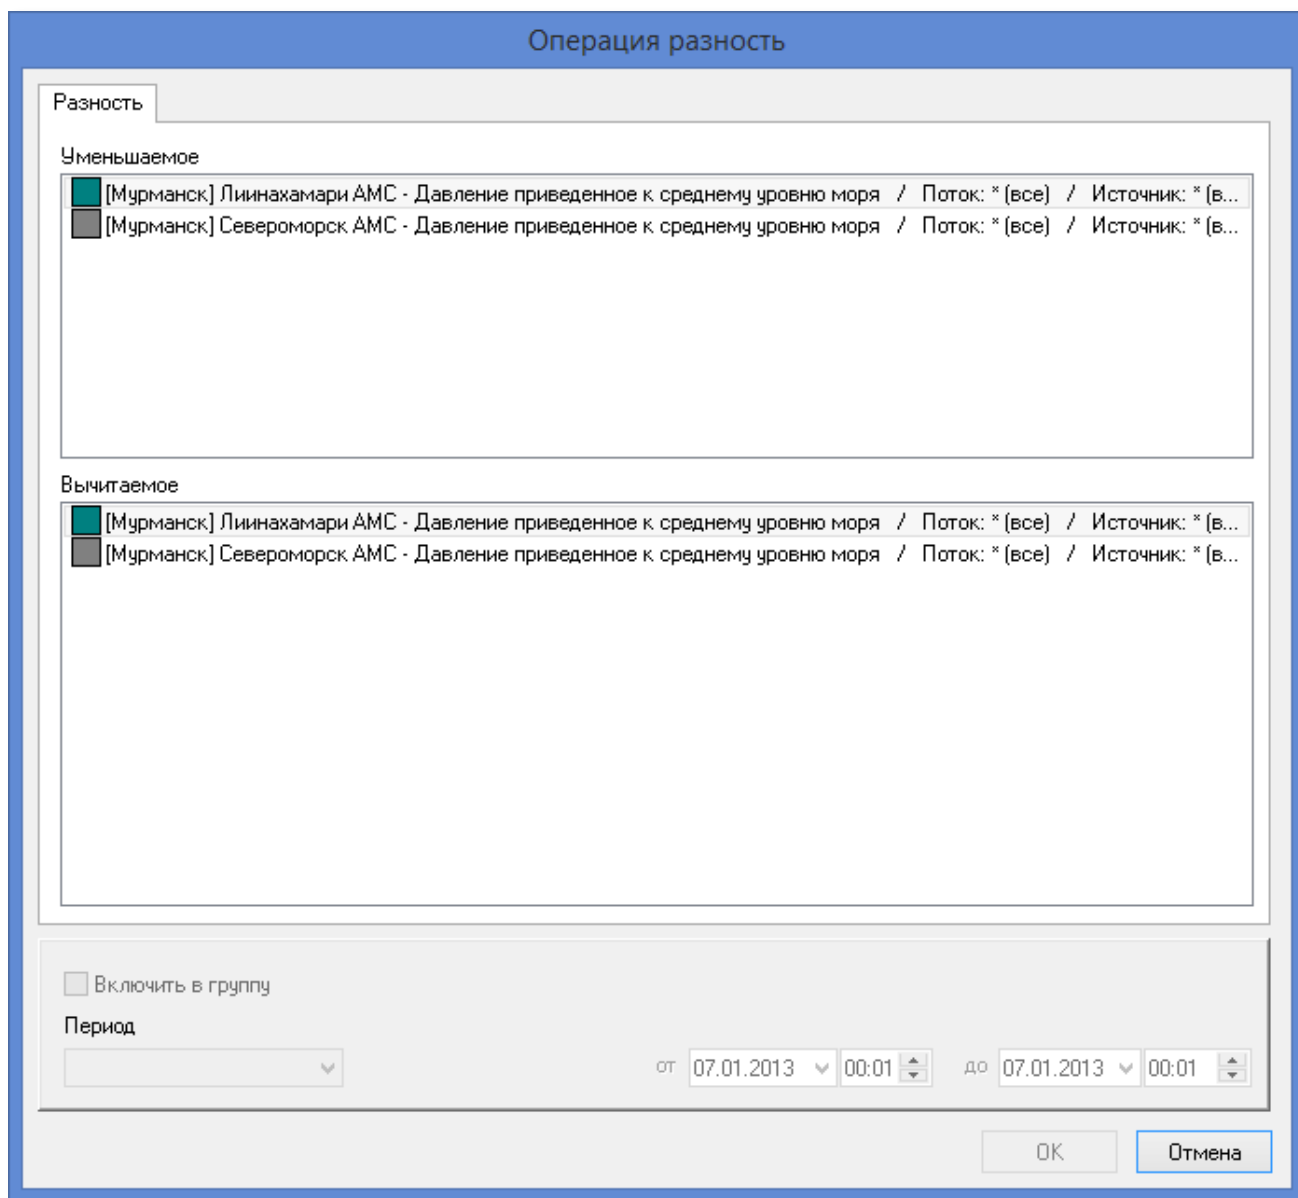 Операция разность
Разность
Уменьшаемое
[Мурманск] Лиинахамари АМС - Давление приведенное к среднему уровню моря / Поток: * (все) / Источник: * (в...
[Мурманск] Североморск АМС - Давление приведенное к среднему уровню моря / Поток: * (все) / Источник: * (в...
Вычитаемое
[Мурманск] Лиинахамари АМС - Давление приведенное к среднему уровню моря / Поток: * (все) / Источник: * (в...
[Мурманск] Североморск АМС - Давление приведенное к среднему уровню моря / Поток: * (все) / Источник: * (в...
Включить в группу
Период
от 07.01.2013 00:01 до 07.01.2013 00:01
OK Отмена